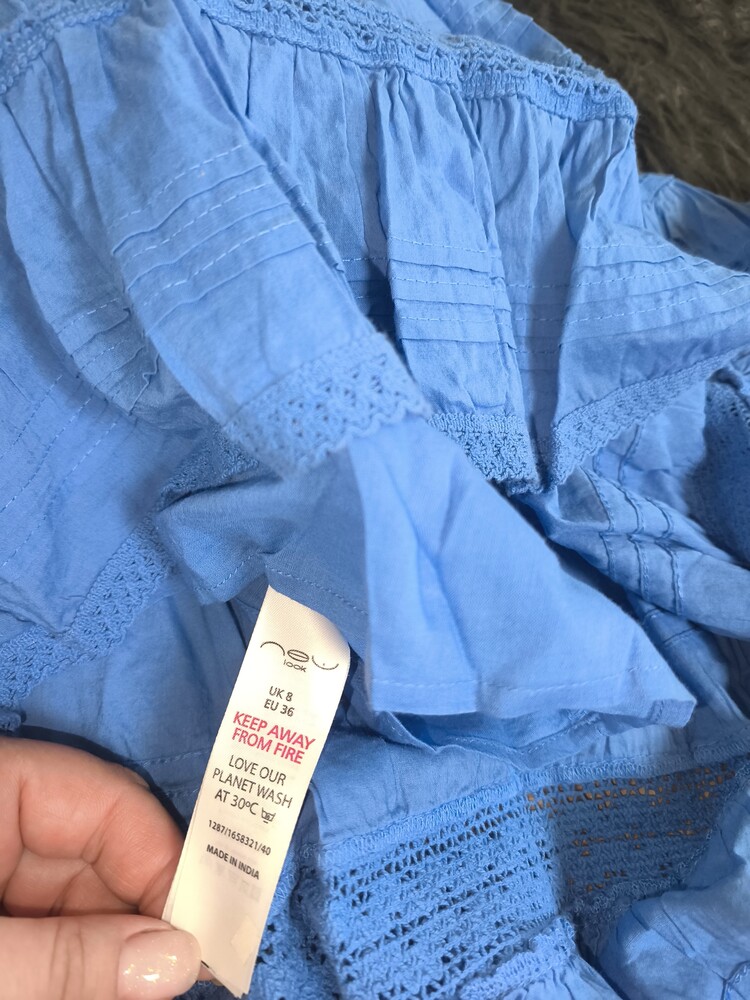 new
look
UK 8
EU 36
KEEP AWAY
FROM FIRE
LOVE OUR
PLANET WASH
AT 30ºC
1287/1658321/40
MADE IN INDIA